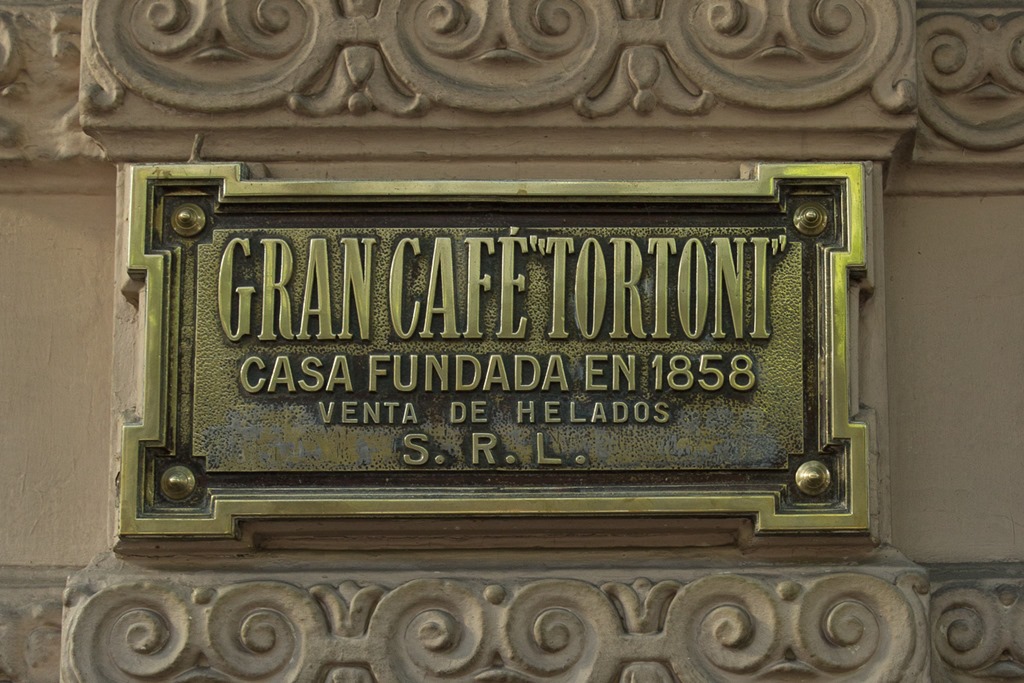 GRAN CAFÉ "TORTONI"
CASA FUNDADA EN 1858
VENTA DE HELADOS
S. R. L.